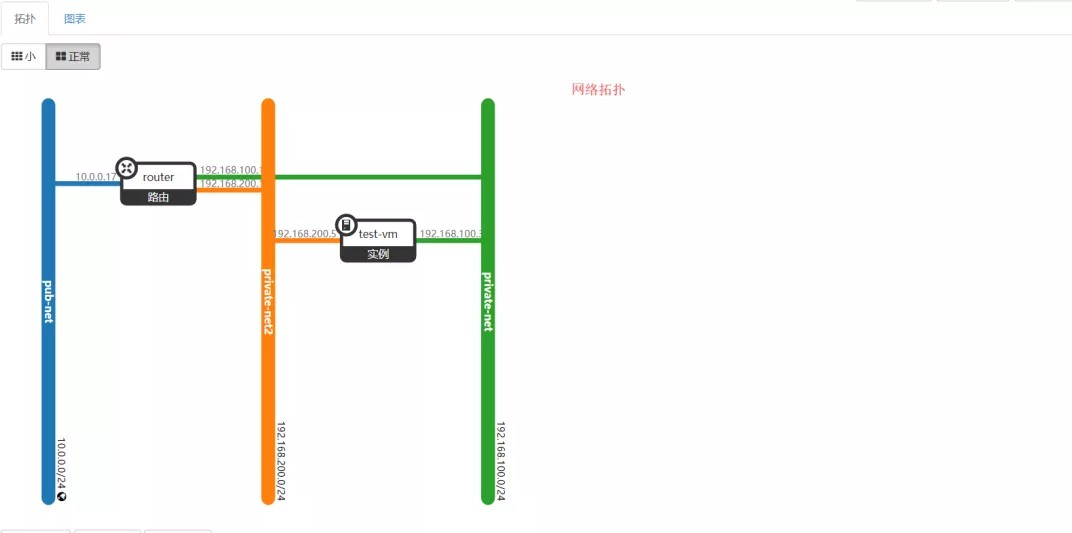 拓扑 图表
小 正常
网络拓扑
192.168.100.
10.0.0.17
router
192.168.200.
路由
192.168.200.5
test-vm
192.168.100.3
实例
pub-net
private-net2
private-net
10.0.0.0/24
192.168.200.0/24
192.168.100.0/24